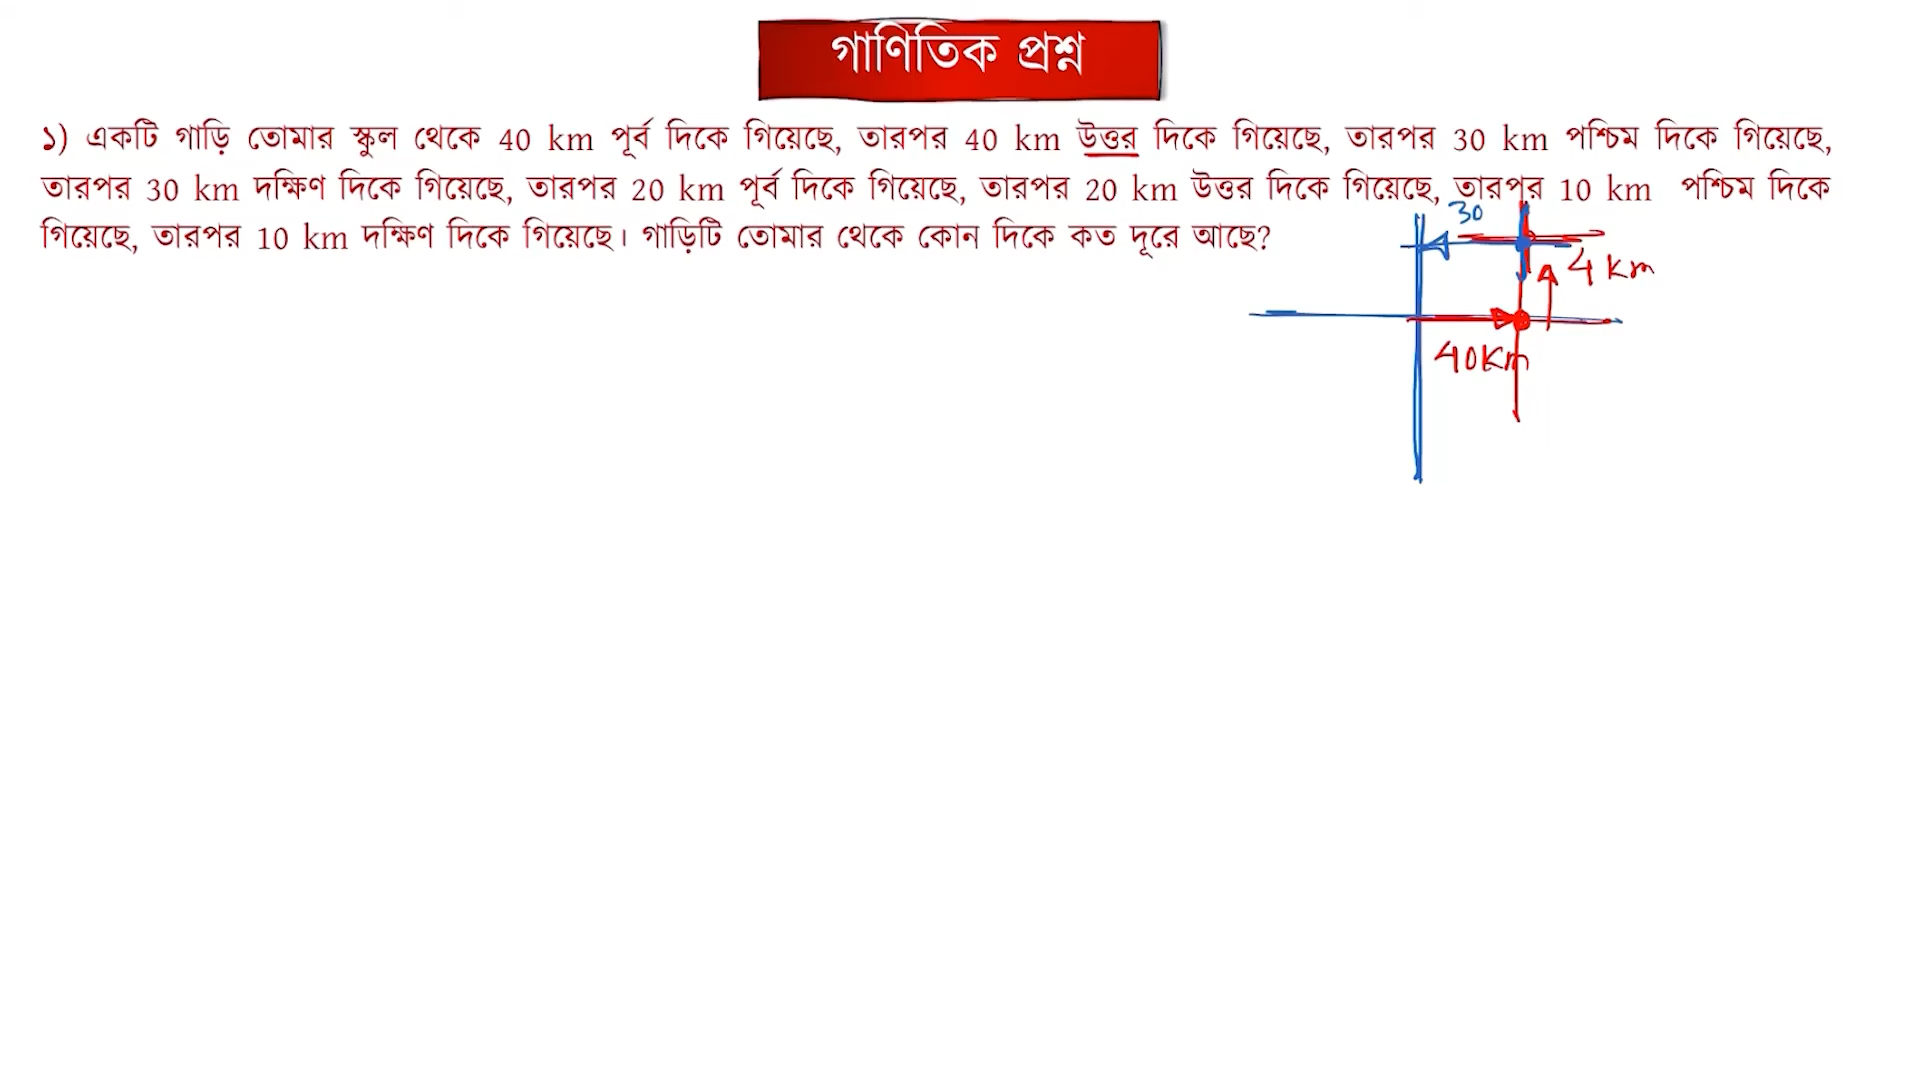 গাণিতিক প্রশ্ন
১) একটি গাড়ি তোমার স্কুল থেকে 40 km পূর্ব দিকে গিয়েছে, তারপর 40 km উত্তর দিকে গিয়েছে, তারপর 30 km পশ্চিম দিকে গিয়েছে,
তারপর 30 km দক্ষিণ দিকে গিয়েছে, তারপর 20 km পূর্ব দিকে গিয়েছে, তারপর 20 km উত্তর দিকে গিয়েছে, তারপর 10 km পশ্চিম দিকে
গিয়েছে, তারপর 10 km দক্ষিণ দিকে গিয়েছে। গাড়িটি তোমার থেকে কোন দিকে কত দূরে আছে?
30
4 km
40km